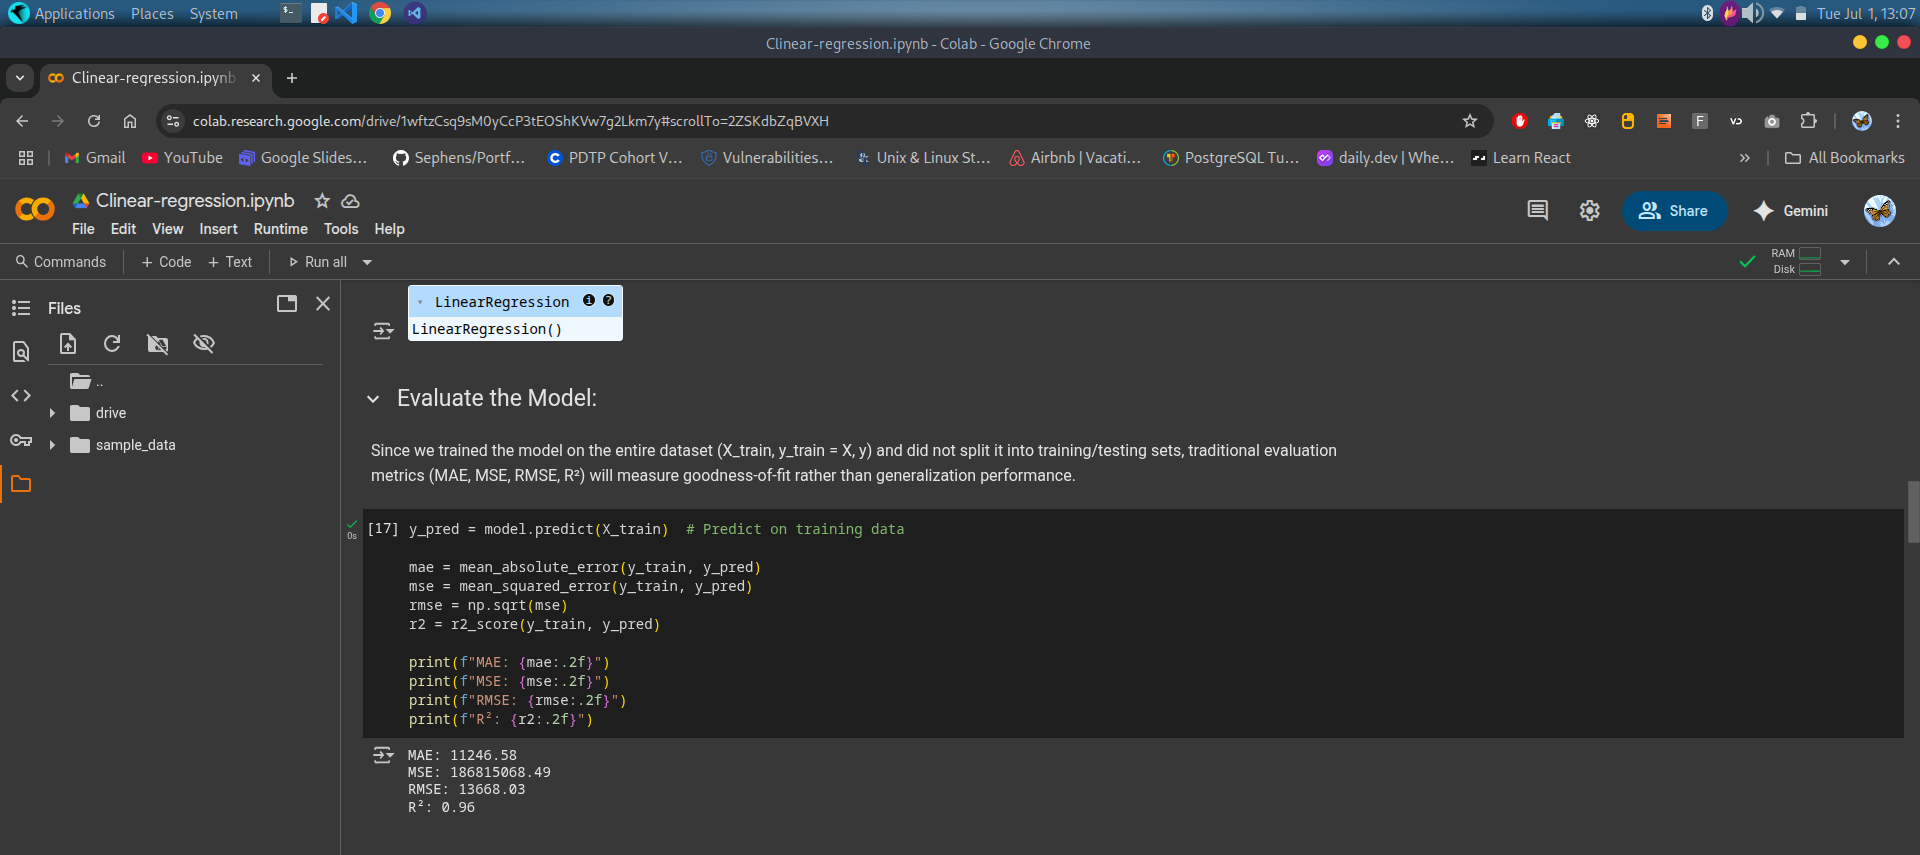 Applications Places System
Tue Jul 1, 13:07
Clinear-regression.ipynb - Colab - Google Chrome
Clinear-regression.ipynb
colab.research.google.com/drive/1wftzCsq9sM0yCcP3tEOShKVw7g2Lkm7y#scrollTo=2ZSKdbZqBVXH
Gmail YouTube Google Slides... Sephens/Portf... PDTP Cohort V... Vulnerabilities... Unix & Linux St... Airbnb | Vacati... PostgreSQL Tu... daily.dev | Whe... Learn React » All Bookmarks
Clinear-regression.ipynb
Share Gemini
File Edit View Insert Runtime Tools Help
Commands + Code + Text Run all
RAM
Disk
Files
..
drive
sample_data
LinearRegression
LinearRegression()
Evaluate the Model:
Since we trained the model on the entire dataset (X_train, y_train = X, y) and did not split it into training/testing sets, traditional evaluation
metrics (MAE, MSE, RMSE, R²) will measure goodness-of-fit rather than generalization performance.
0s
[17] y_pred = model.predict(X_train)  # Predict on training data
mae = mean_absolute_error(y_train, y_pred)
mse = mean_squared_error(y_train, y_pred)
rmse = np.sqrt(mse)
r2 = r2_score(y_train, y_pred)
print(f"MAE: {mae:.2f}")
print(f"MSE: {mse:.2f}")
print(f"RMSE: {rmse:.2f}")
print(f"R²: {r2:.2f}")
MAE: 11246.58
MSE: 186815068.49
RMSE: 13668.03
R²: 0.96